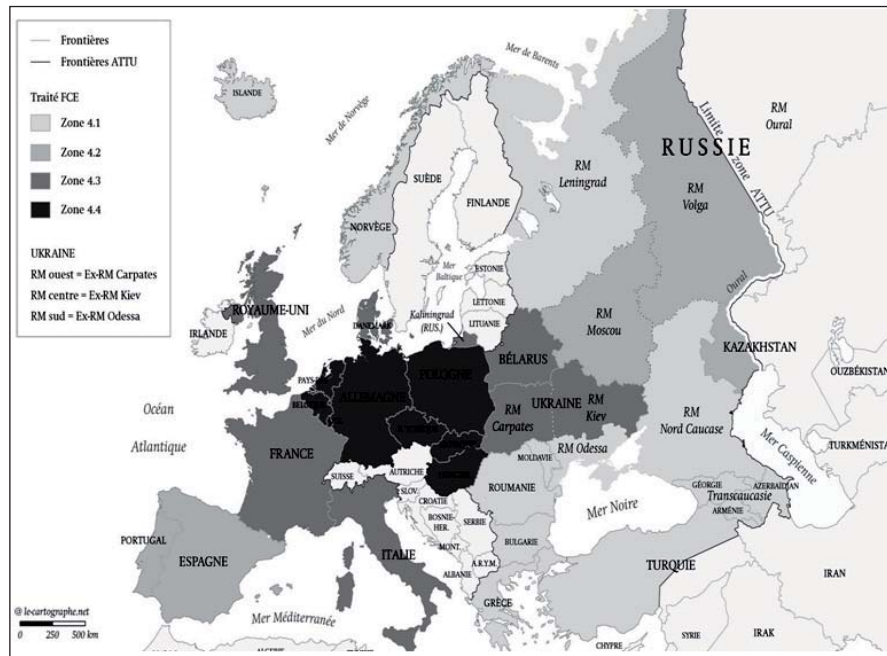 Frontières
Frontières ATTU
Traité FCE
Zone 4.1
Zone 4.2
Zone 4.3
Zone 4.4
UKRAINE
RM ouest = Ex-RM Carpates
RM centre = Ex-RM Kiev
RM sud = Ex-RM Odessa
ISLANDE
Mer de Norvège
Mer de Barents
SUÈDE
FINLANDE
NORVÈGE
RM
Leningrad
RUSSIE
RM
Oural
Limite zone ATTU
RM
Volga
Oural
ESTONIE
LETTONIE
LITUANIE
Mer
Baltique
Kaliningrad
(RUS.)
RM
Moscou
ROYAUME-UNI
IRLANDE
Mer du Nord
DANEMARK
PAYS-BAS
BELGIQUE
ALLEMAGNE
POLOGNE
BÉLARUS
KAZAKHSTAN
OUZBÉKISTAN
Océan
Atlantique
FRANCE
UKRAINE
RM
Carpates
RM
Kiev
RM Odessa
RM
Nord Caucase
TURKMÉNISTAN
Mer Caspienne
SUISSE
AUTRICHE
HONGRIE
MOLDAVIE
ROUMANIE
SLOV.
CROATIE
BOSNIE-
HER.
SERBIE
MONT.
BULGARIE
Mer Noire
GÉORGIE
AZERBAÏDJAN
Transcaucasie
ARMÉNIE
PORTUGAL
ESPAGNE
ITALIE
ALBANIE
A.R.Y.M.
GRÈCE
TURQUIE
Mer Méditerranée
CHYPRE
SYRIE
IRAK
IRAN
ALGÉRIE
@ le-cartographe.net
0 250 500 km